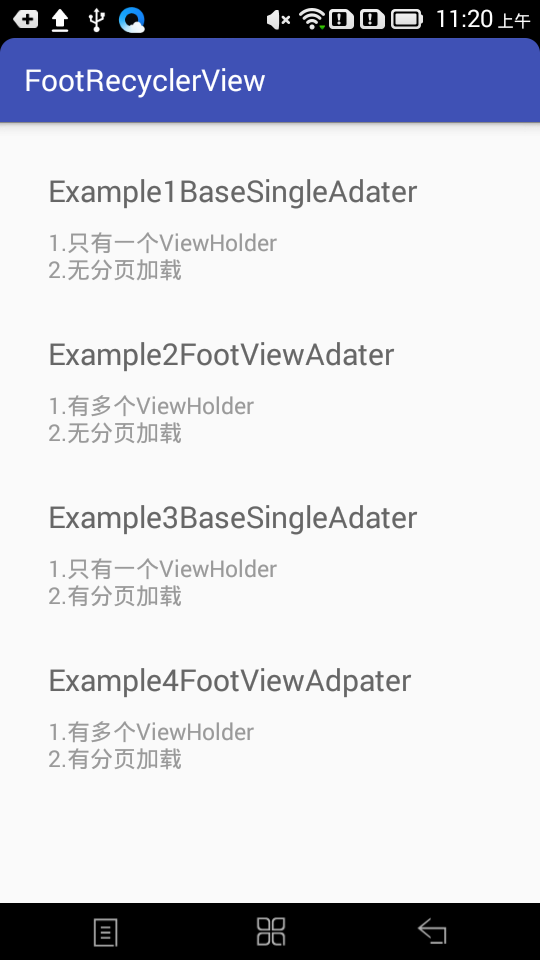 11:20 上午
FootRecyclerView
Example1BaseSingleAdater
1.只有一个ViewHolder
2.无分页加载
Example2FootViewAdater
1.有多个ViewHolder
2.无分页加载
Example3BaseSingleAdater
1.只有一个ViewHolder
2.有分页加载
Example4FootViewAdpater
1.有多个ViewHolder
2.有分页加载